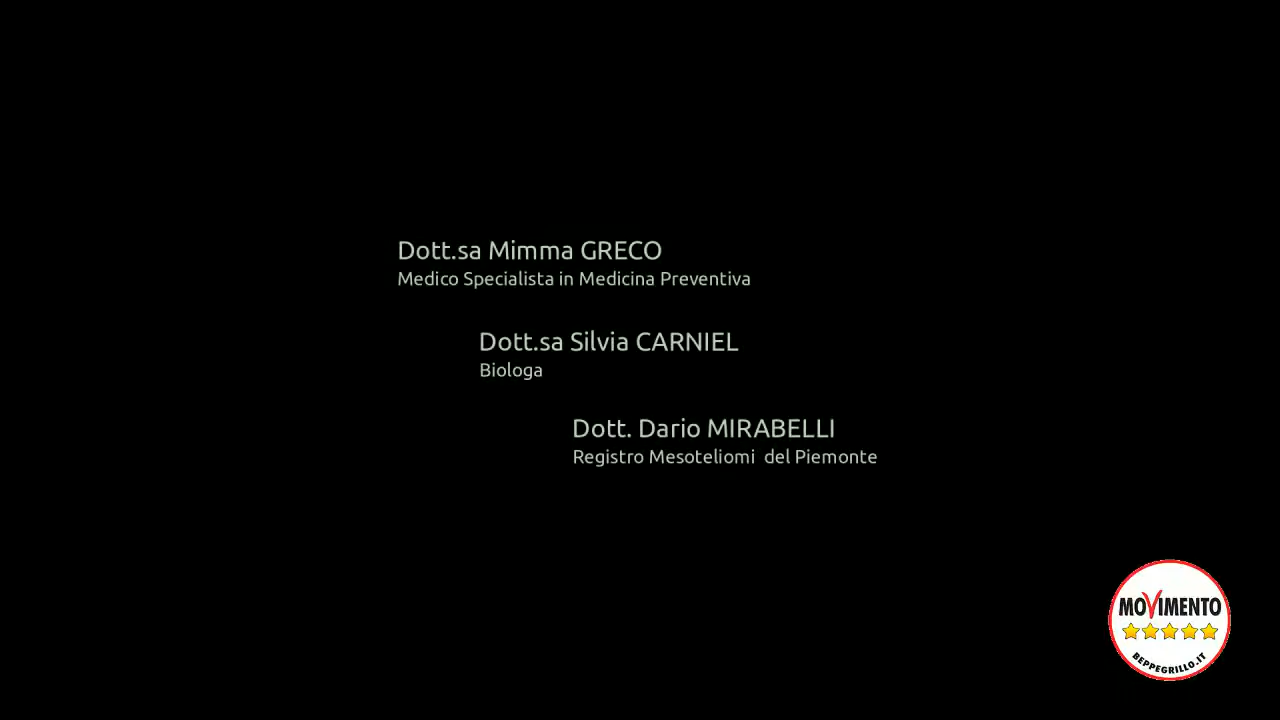 Dott.sa Mimma GRECO
Medico Specialista in Medicina Preventiva
Dott.sa Silvia CARNIEL
Biologa
Dott. Dario MIRABELLI
Registro Mesoteliomi del Piemonte
MOVIMENTO
BEPPEGRILLO.IT